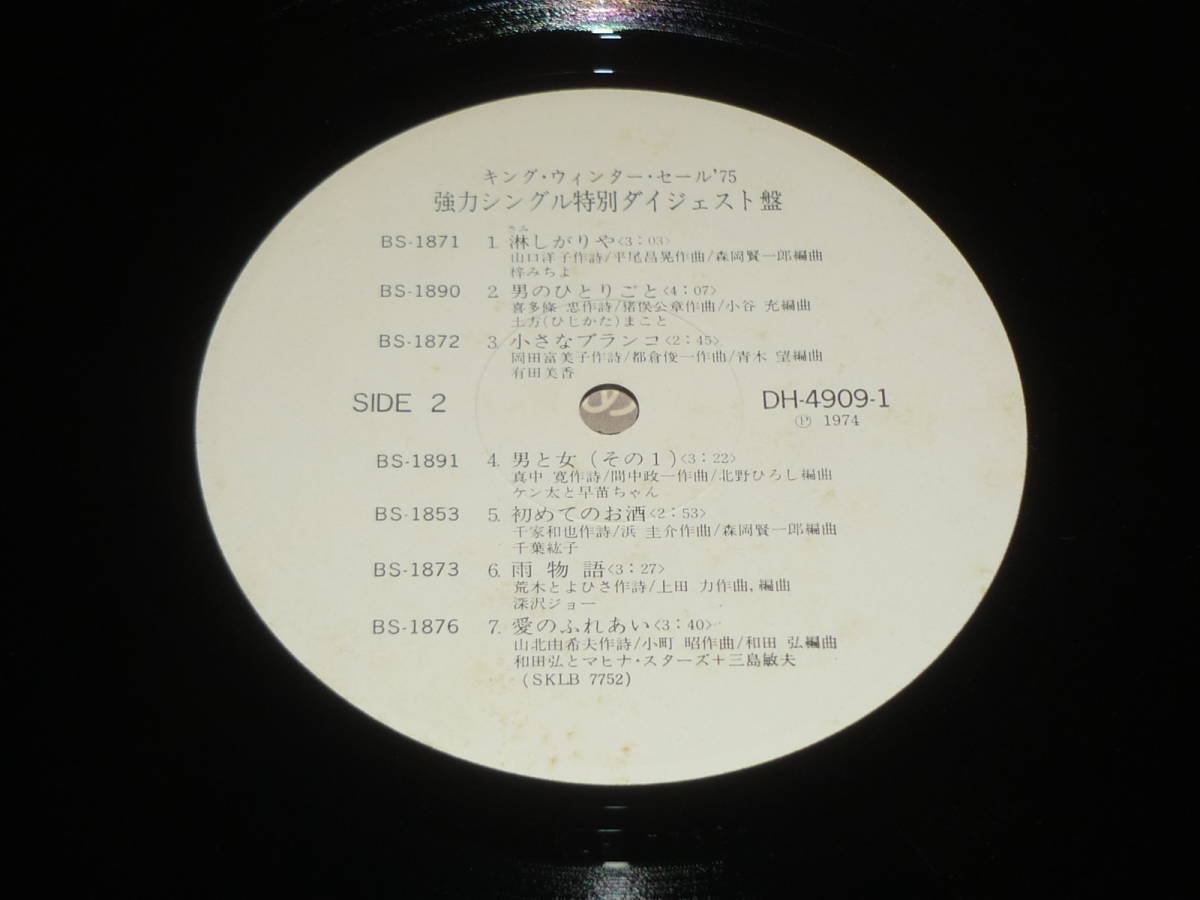 キング・ウィンター・セール'75
強力シングル特別ダイジェスト盤
BS-1871 1. 淋しがりや<3:03>
さみ
山口洋子作詩/平尾昌晃作曲/森岡賢一郎編曲
梓みちよ
BS-1890 2. 男のひとりごと<4:07>
喜多條 忠作詩/猪俣公章作曲/小谷 充編曲
土方(ひじかた)まこと
BS-1872 3. 小さなブランコ<2:45>
岡田富美子作詩/都倉俊一作曲/青木 望編曲
有田美香
SIDE 2
め
DH-4909-1
Ⓟ 1974
BS-1891 4. 男と女(その1)<3:22>
真中 寛作詩/間中政一作曲/北野ひろし編曲
ケン太と早苗ちゃん
BS-1853 5. 初めてのお酒<2:53>
千家和也作詩/浜 圭介作曲/森岡賢一郎編曲
千葉紘子
BS-1873 6. 雨物語<3:27>
荒木とよひさ作詩/上田 力作曲,編曲
深沢ジョー
BS-1876 7. 愛のふれあい<3:40>
山北由希夫作詩/小町 昭作曲/和田 弘編曲
和田弘とマヒナ・スターズ+三島敏夫
(SKLB 7752)